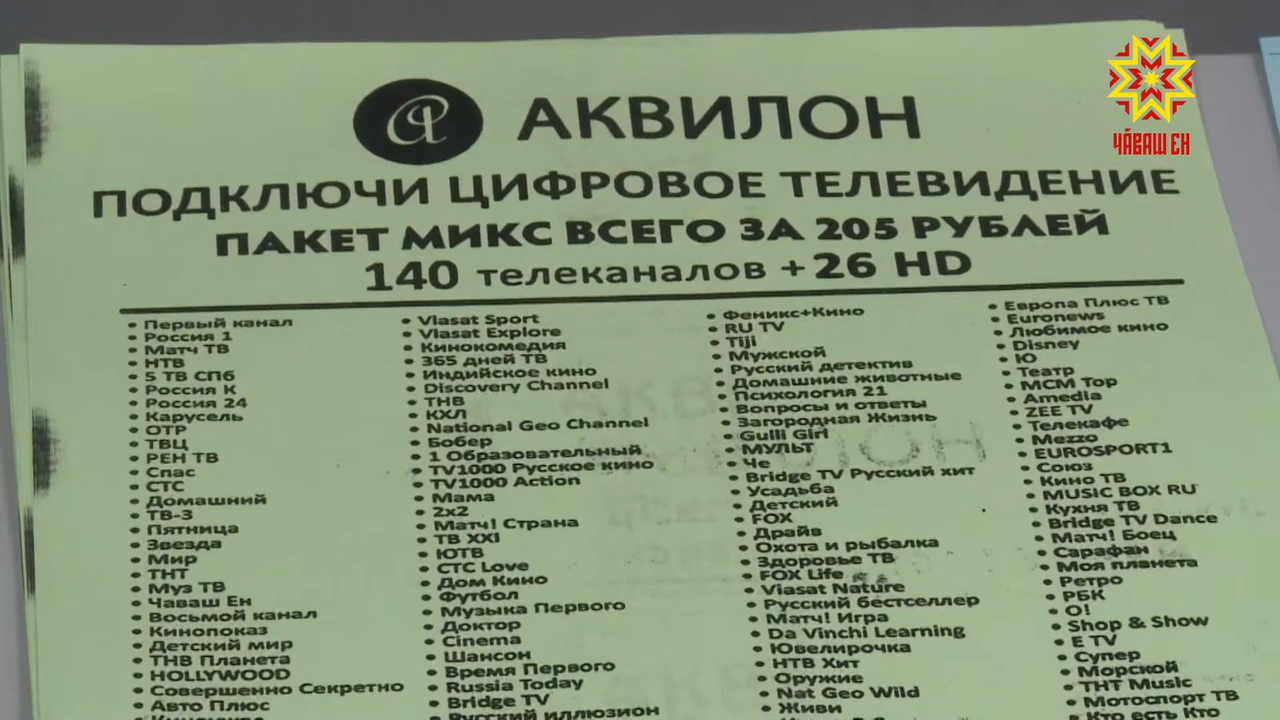 ЧĂВАШ ЕН
АКВИЛОН
ПОДКЛЮЧИ ЦИФРОВОЕ ТЕЛЕВИДЕНИЕ
ПАКЕТ МИКС ВСЕГО ЗА 205 РУБЛЕЙ
140 телеканалов + 26 HD
• Первый канал
• Россия 1
• Матч ТВ
• НТВ
• 5 ТВ СПб
• Россия К
• Россия 24
• Карусель
• ОТР
• ТВЦ
• РЕН ТВ
• Спас
• СТС
• Домашний
• ТВ-3
• Пятница
• Звезда
• Мир
• ТНТ
• Муз ТВ
• Чаваш Ен
• Восьмой канал
• Кинопоказ
• Детский мир
• ТНВ Планета
• HOLLYWOOD
• Совершенно Секретно
• Авто Плюс
• Viasat Sport
• Viasat Explore
• Кинокомедия
• 365 дней ТВ
• Индийское кино
• Discovery Channel
• ТНВ
• КХЛ
• National Geo Channel
• Бобер
• 1 Образовательный
• TV1000 Русское кино
• TV1000 Action
• Мама
• 2x2
• Матч! Страна
• ТВ XXI
• ЮТВ
• СТС Love
• Дом Кино
• Футбол
• Музыка Первого
• Доктор
• Cinema
• Шансон
• Время Первого
• Russia Today
• Bridge TV
• Русский иллюзион
• Феникс+Кино
• RU TV
• Tiji
• Мужской
• Русский детектив
• Домашние животные
• Психология 21
• Вопросы и ответы
• Загородная Жизнь
• Gulli Girl
• МУЛЬТ
• Че
• Bridge TV Русский хит
• Усадьба
• Детский
• FOX
• Драйв
• Охота и рыбалка
• Здоровье ТВ
• FOX Life
• Viasat Nature
• Русский бестселлер
• Матч! Игра
• Da Vinchi Learning
• Ювелирочка
• НТВ Хит
• Оружие
• Nat Geo Wild
• Живи
• Европа Плюс ТВ
• Euronews
• Любимое кино
• Disney
• Ю
• Театр
• MCM Top
• Amedia
• ZEE TV
• Телекафе
• Mezzo
• EUROSPORT1
• Союз
• Кино ТВ
• MUSIC BOX RU
• Кухня ТВ
• Bridge TV Dance
• Матч! Боец
• Сарафан
• Моя планета
• Ретро
• РБК
• О!
• Shop & Show
• E TV
• Супер
• Морской
• ТНТ Music
• Мотоспорт ТВ
• Кто есть Кто